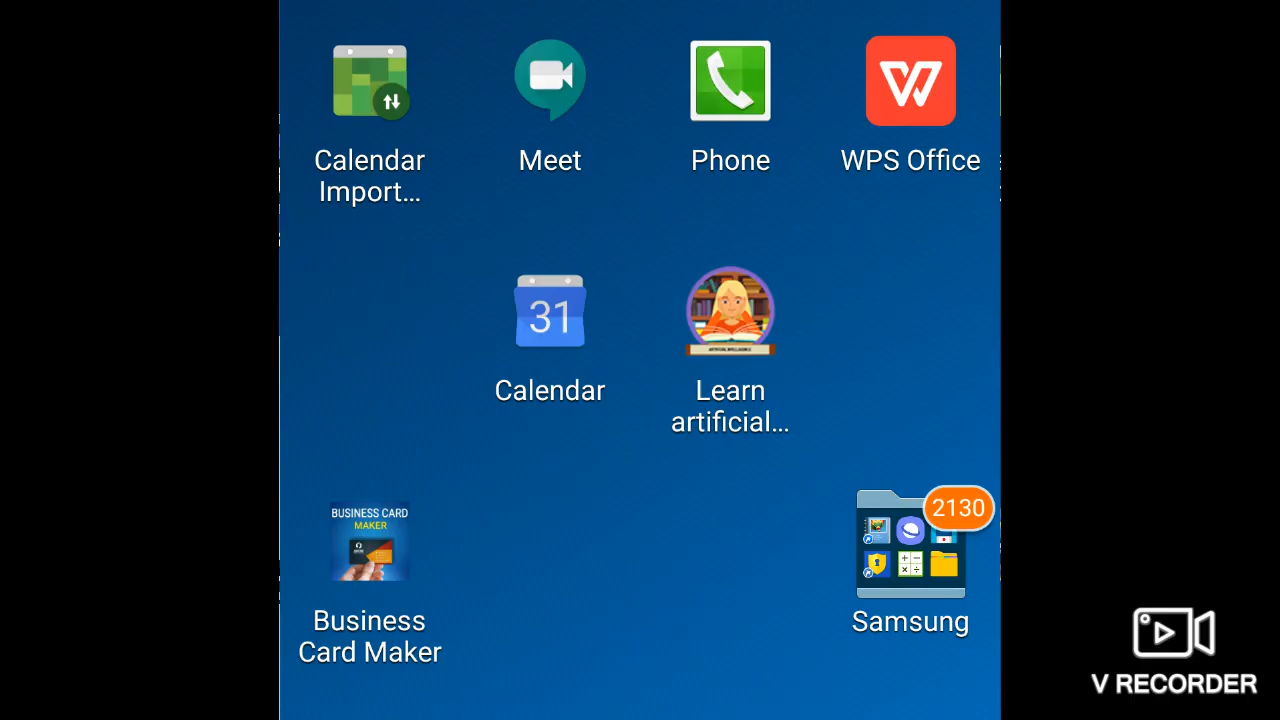 Calendar
Import...
Meet
Phone
WPS Office
31
Calendar
Learn
artificial...
2130
BUSINESS CARD
MAKER
Business
Card Maker
Samsung
V RECORDER